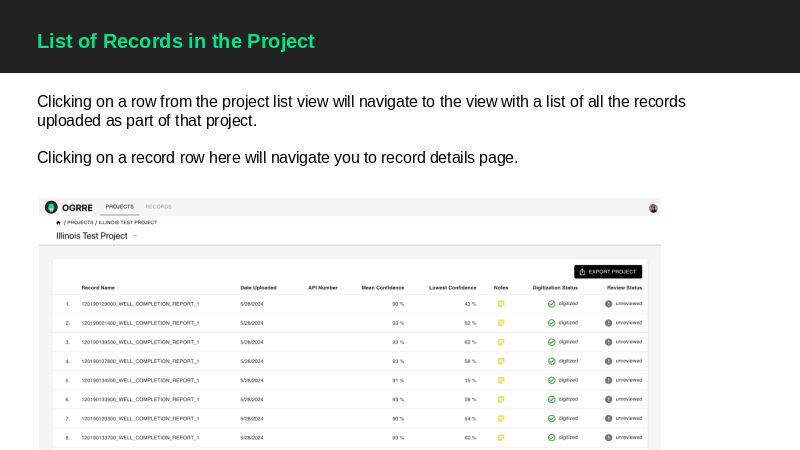 List of Records in the Project
Clicking on a row from the project list view will navigate to the view with a list of all the records
uploaded as part of that project.
Clicking on a record row here will navigate you to record details page.
OGRRE PROJECTS RECORDS
/ PROJECTS / ILLINOIS TEST PROJECT
Illinois Test Project
EXPORT PROJECT
Record Name Date Uploaded API Number Mean Confidence Lowest Confidence Notes Digitization Status Review Status
1. 120190129000_WELL_COMPLETION_REPORT_1 5/28/2024 90 % 43 % digitized unreviewed
2. 120190021400_WELL_COMPLETION_REPORT_1 5/28/2024 93 % 62 % digitized unreviewed
3. 120190139500_WELL_COMPLETION_REPORT_1 5/28/2024 93 % 62 % digitized unreviewed
4. 120190137800_WELL_COMPLETION_REPORT_1 5/28/2024 93 % 58 % digitized unreviewed
5. 120190134200_WELL_COMPLETION_REPORT_1 5/28/2024 91 % 15 % digitized unreviewed
6. 120190133900_WELL_COMPLETION_REPORT_1 5/28/2024 93 % 58 % digitized unreviewed
7. 120190129300_WELL_COMPLETION_REPORT_1 5/28/2024 54 % digitized unreviewed
8. 120190133700_WELL_COMPLETION_REPORT_1 5/28/2024 93 % 60 % digitized unreviewed